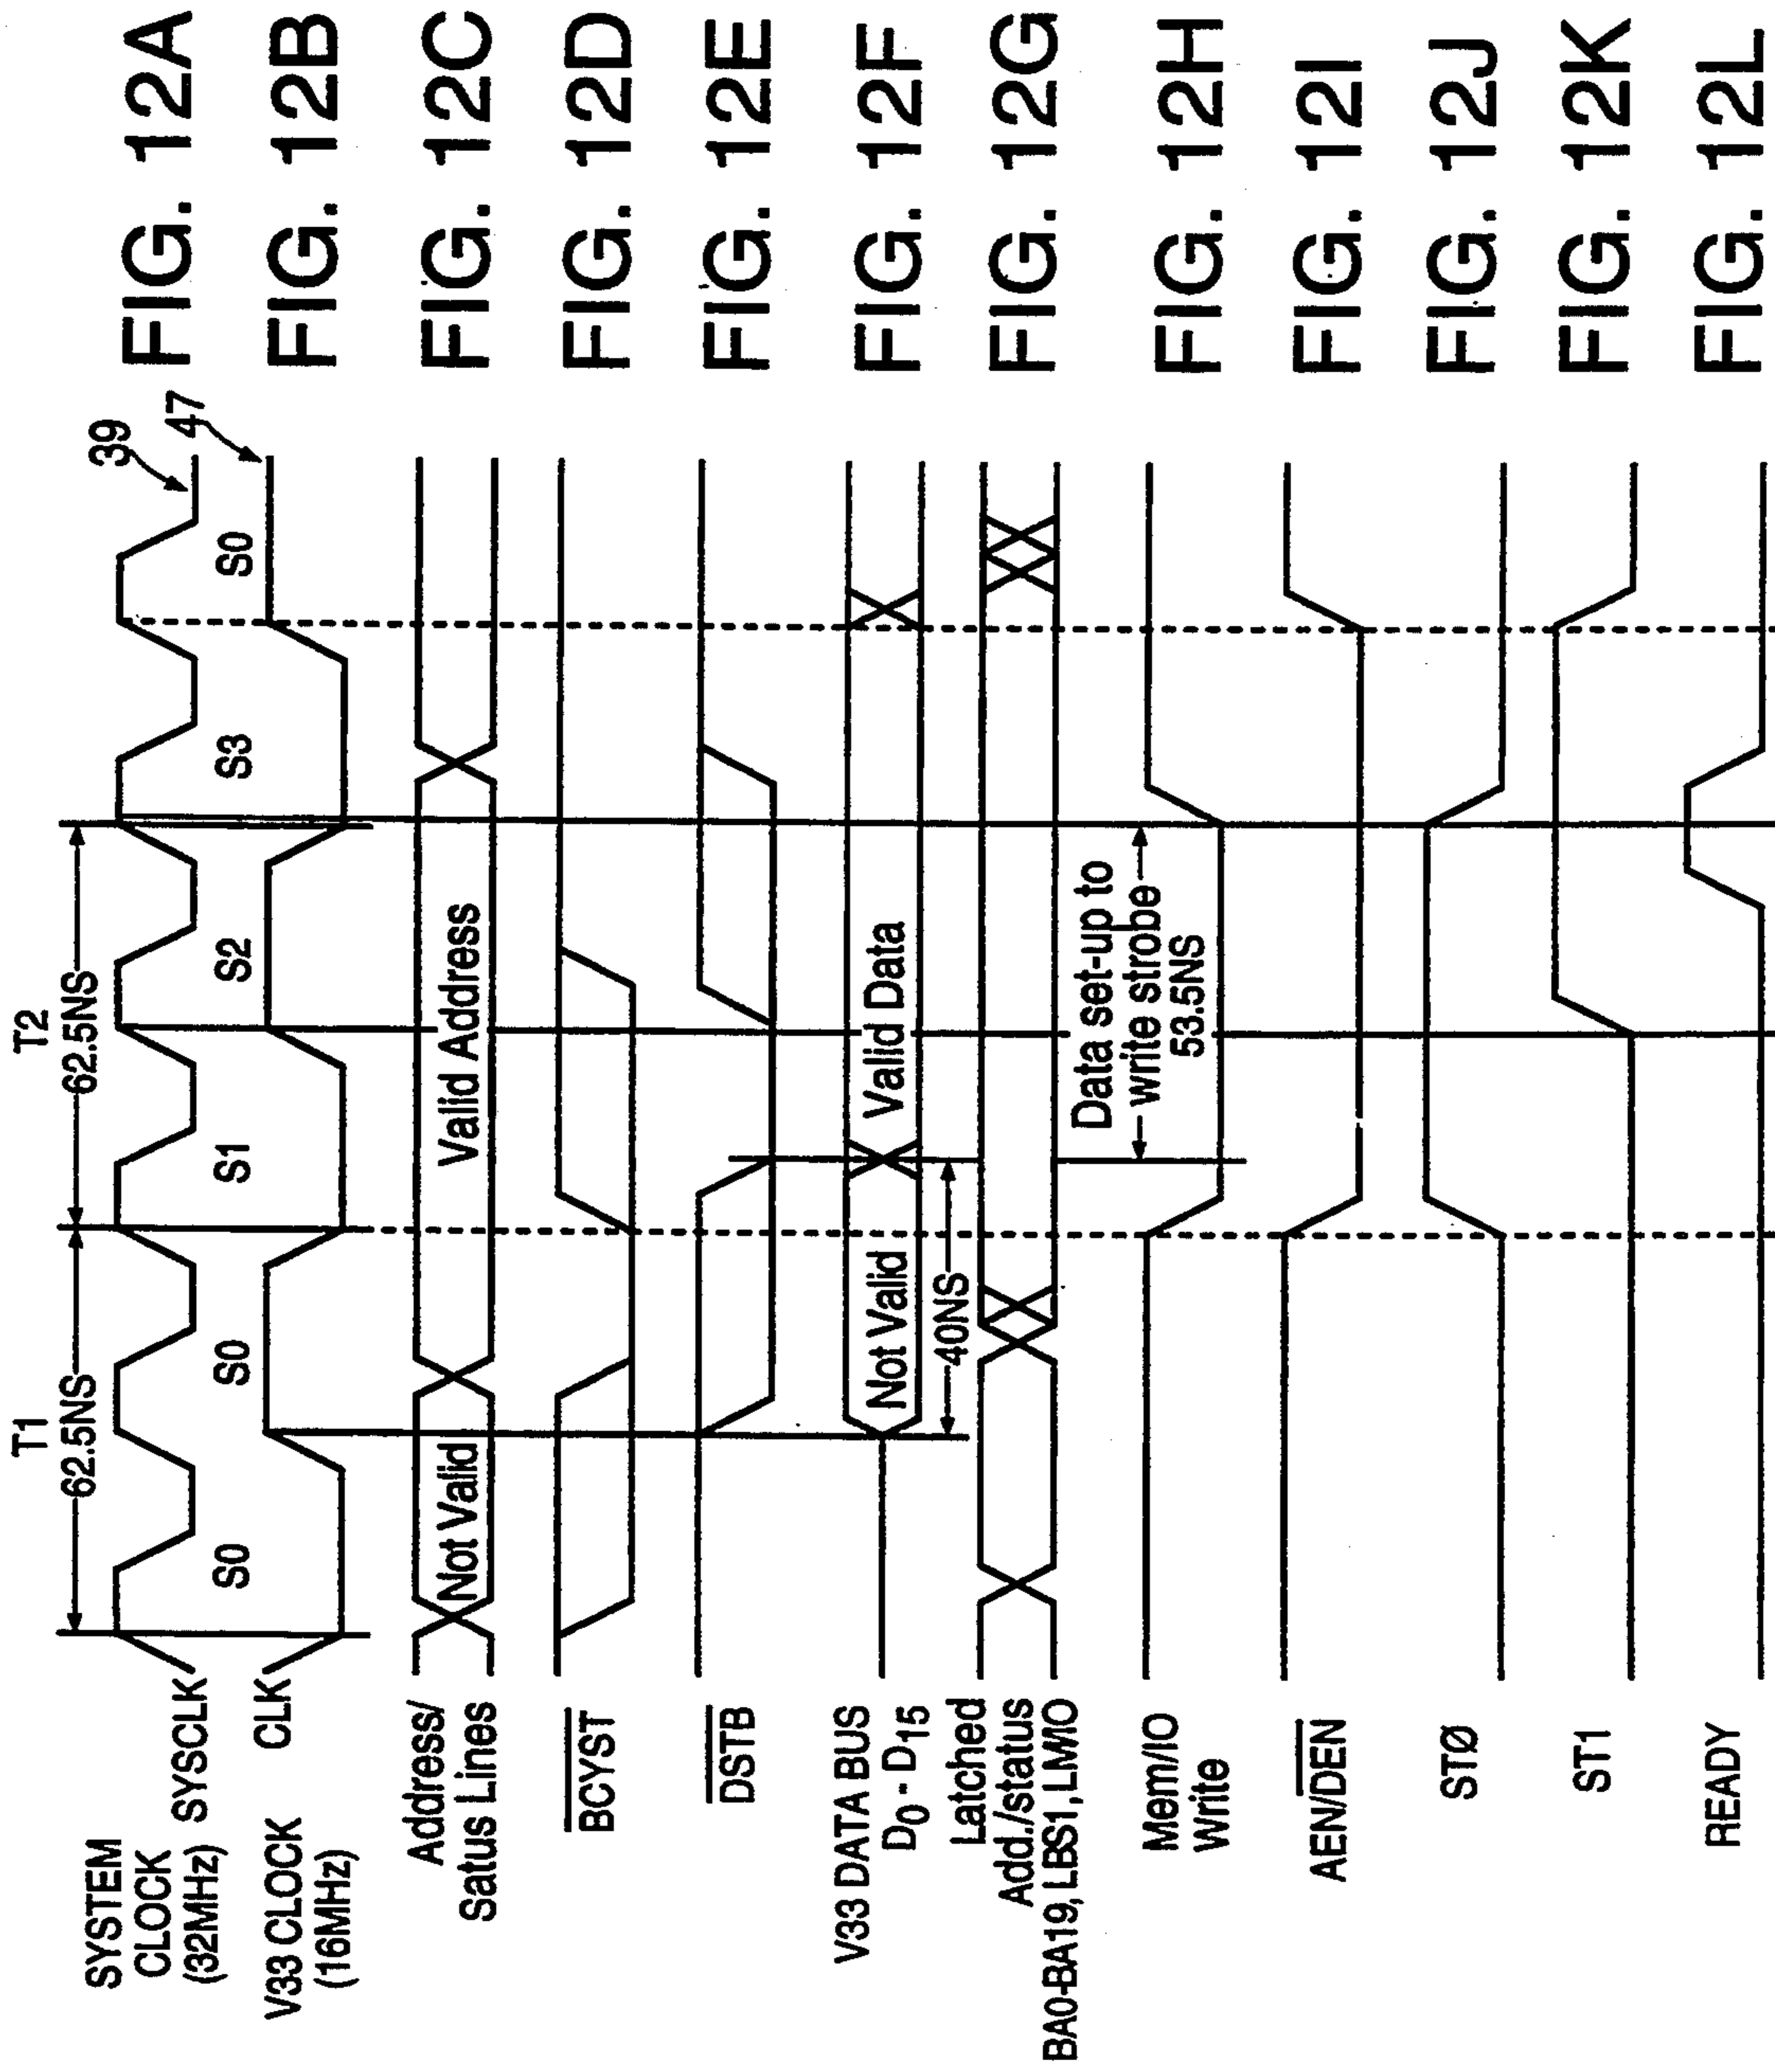 T1
T2
62.5NS
62.5NS
SYSTEM
CLOCK
(32MHz)
SYSCLK
39
FIG. 12A
S0
S0
S1
S2
S3
S0
V33 CLOCK
(16MHz)
CLK
47
FIG. 12B
Address/
Satus Lines
Not Valid
Valid Address
FIG. 12C
BCYST
FIG. 12D
DSTB
FIG. 12E
V33 DATA BUS
D0 - D15
Not Valid
Valid Data
FIG. 12F
40NS
Latched
Add./status
BA0-BA19, LBS1, LM/IO
FIG. 12G
Data set-up to
write strobe
53.5NS
Mem/IO
Write
FIG. 12H
AEN/DEN
FIG. 12I
STØ
FIG. 12J
ST1
FIG. 12K
READY
FIG. 12L